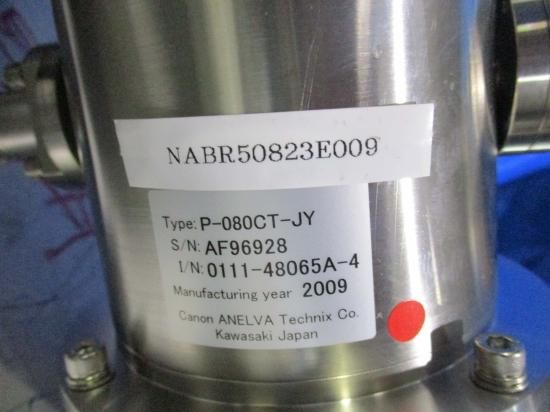 NABR50823E009
Type: P-080CT-JY
S/N: AF96928
I/N: 0111-48065A-4
Manufacturing year 2009
Canon ANELVA Technix Co.
Kawasaki Japan